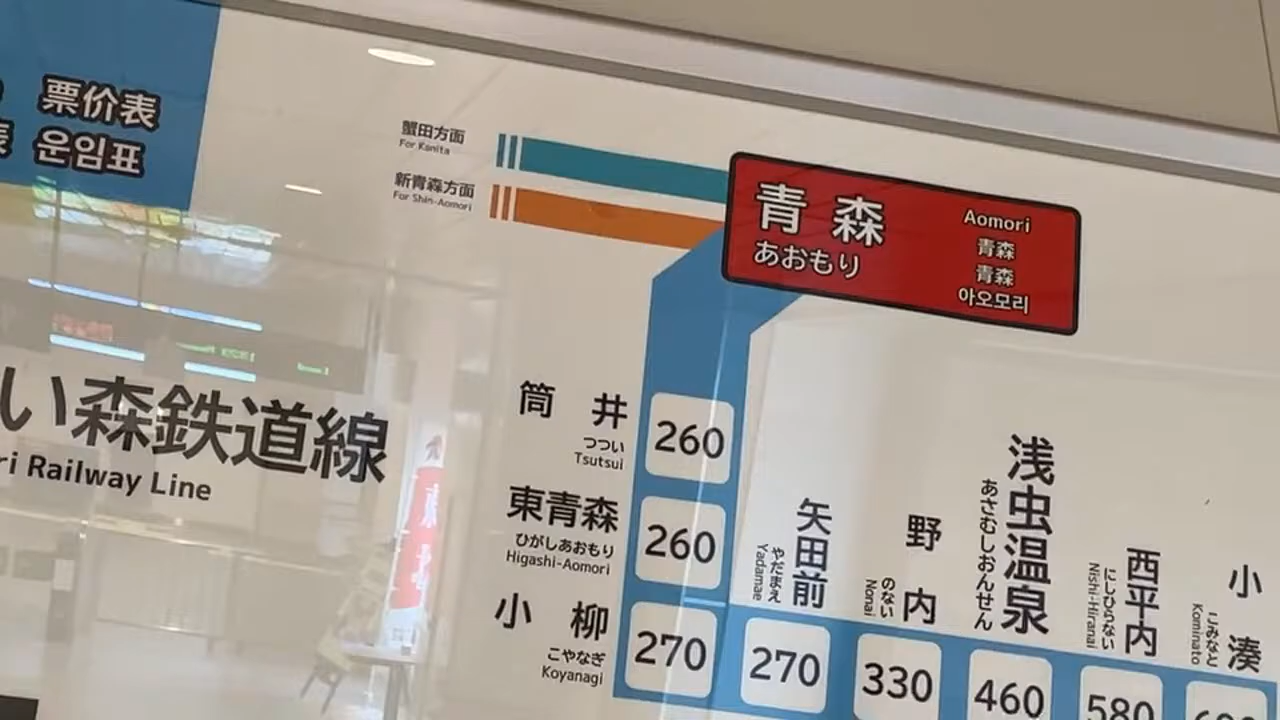 票价表
운임표
蟹田方面
For Kanita
新青森方面
For Shin-Aomori
青森
あおもり
Aomori
青森
青森
아오모리
い森鉄道線
ri Railway Line
筒井
つつい
Tsutsui
260
東青森
ひがしあおもり
Higashi-Aomori
260
小柳
こやなぎ
Koyanagi
270
矢田前
やだまえ
Yadamae
270
野内
のない
Nonai
330
浅虫温泉
あさむしおんせん
460
西平内
にしひらない
Nishi-Hiranai
580
小湊
こみなと
Kominato